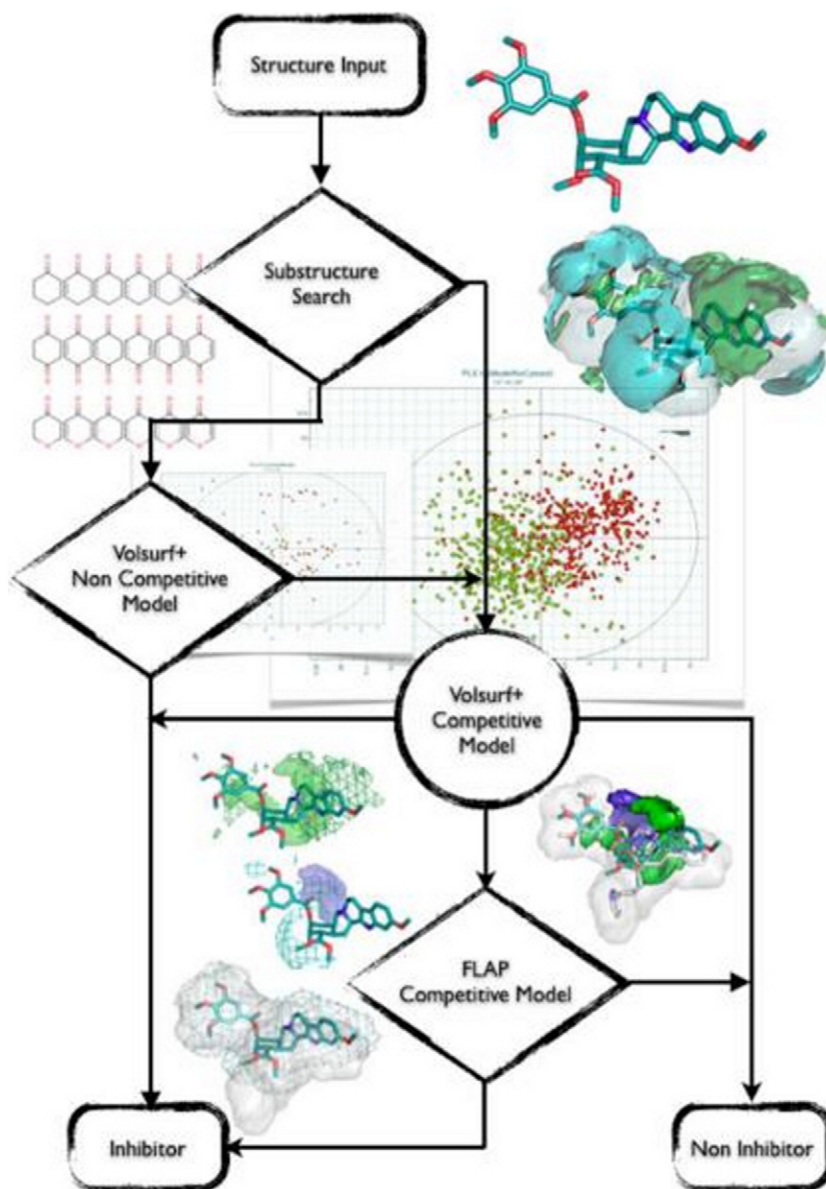 Structure Input
Substructure
Search
Volsurf+
Non Competitive
Model
Volsurf+
Competitive
Model
FLAP
Competitive Model
Inhibitor
Non Inhibitor